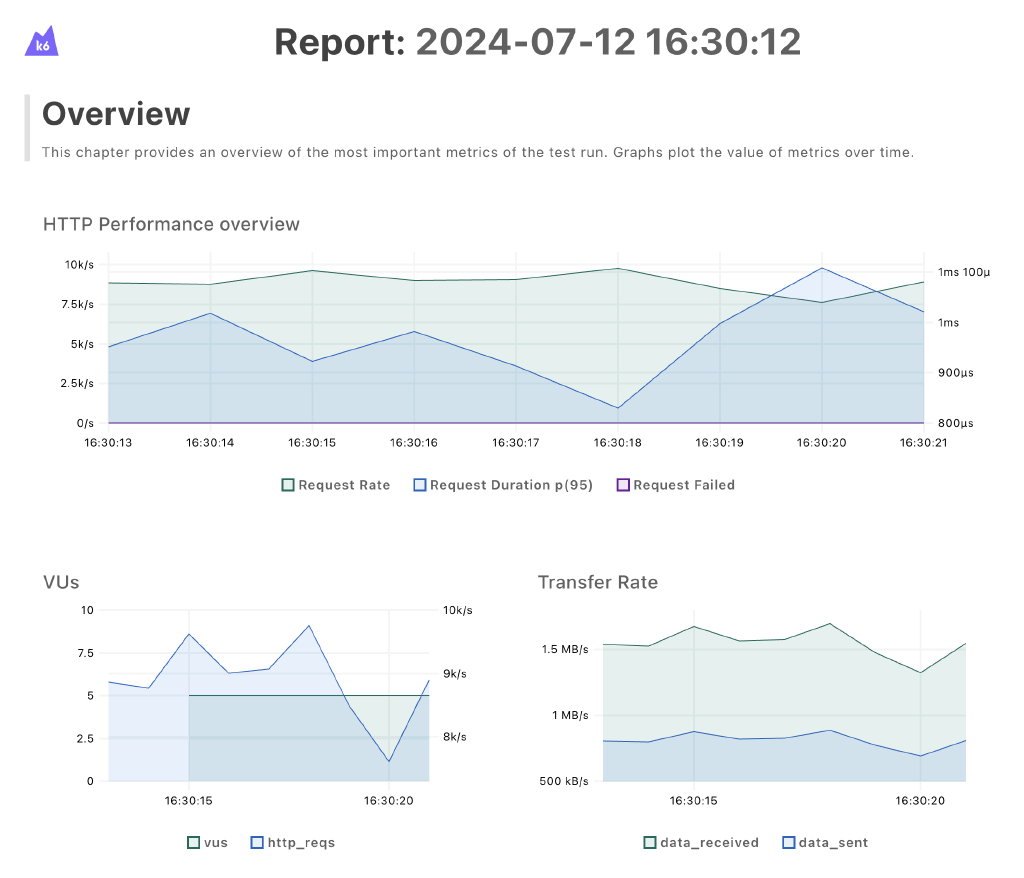 k6
Report: 2024-07-12 16:30:12
Overview
This chapter provides an overview of the most important metrics of the test run. Graphs plot the value of metrics over time.
HTTP Performance overview
10k/s
7.5k/s
5k/s
2.5k/s
0/s
1ms 100µ
1ms
900µs
800µs
16:30:13 16:30:14 16:30:15 16:30:16 16:30:17 16:30:18 16:30:19 16:30:20 16:30:21
Request Rate Request Duration p(95) Request Failed
VUs
10
7.5
5
2.5
0
10k/s
9k/s
8k/s
16:30:15 16:30:20
vus http_reqs
Transfer Rate
1.5 MB/s
1 MB/s
500 kB/s
16:30:15 16:30:20
data_received data_sent